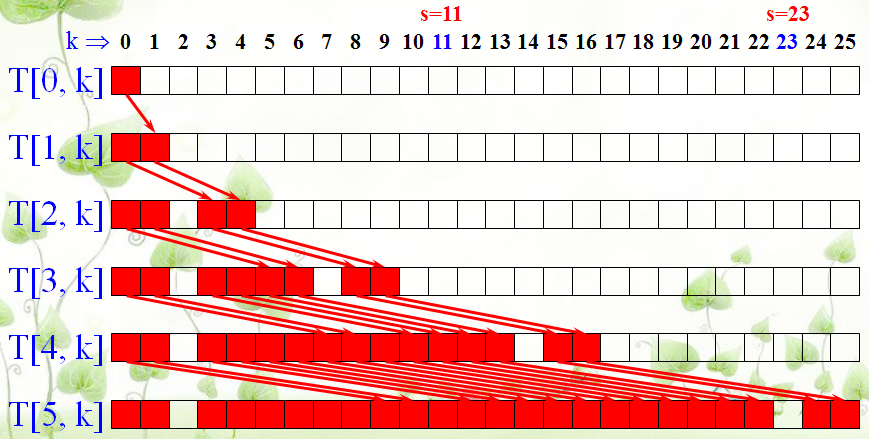 s=11 s=23
k ⇒ 0 1 2 3 4 5 6 7 8 9 10 11 12 13 14 15 16 17 18 19 20 21 22 23 24 25
T[0, k]
T[1, k]
T[2, k]
T[3, k]
T[4, k]
T[5, k]